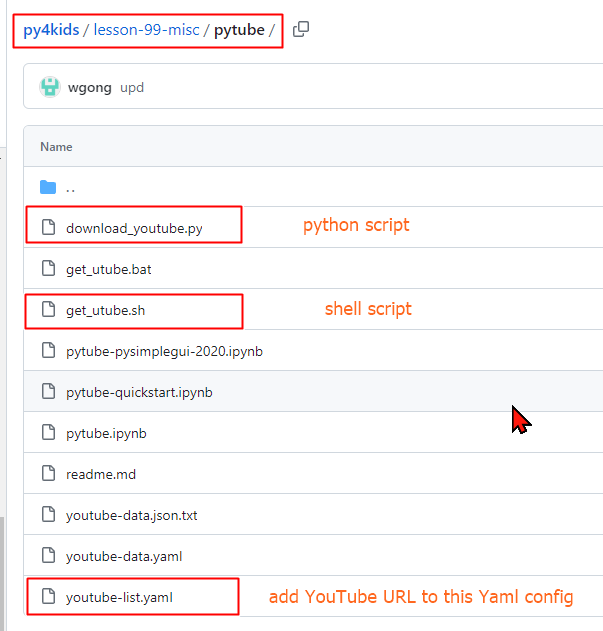 py4kids / lesson-99-misc / pytube /
wgong upd
Name
..
download_youtube.py python script
get_utube.bat
get_utube.sh shell script
pytube-pysimplegui-2020.ipynb
pytube-quickstart.ipynb
pytube.ipynb
readme.md
youtube-data.json.txt
youtube-data.yaml
youtube-list.yaml add YouTube URL to this Yaml config